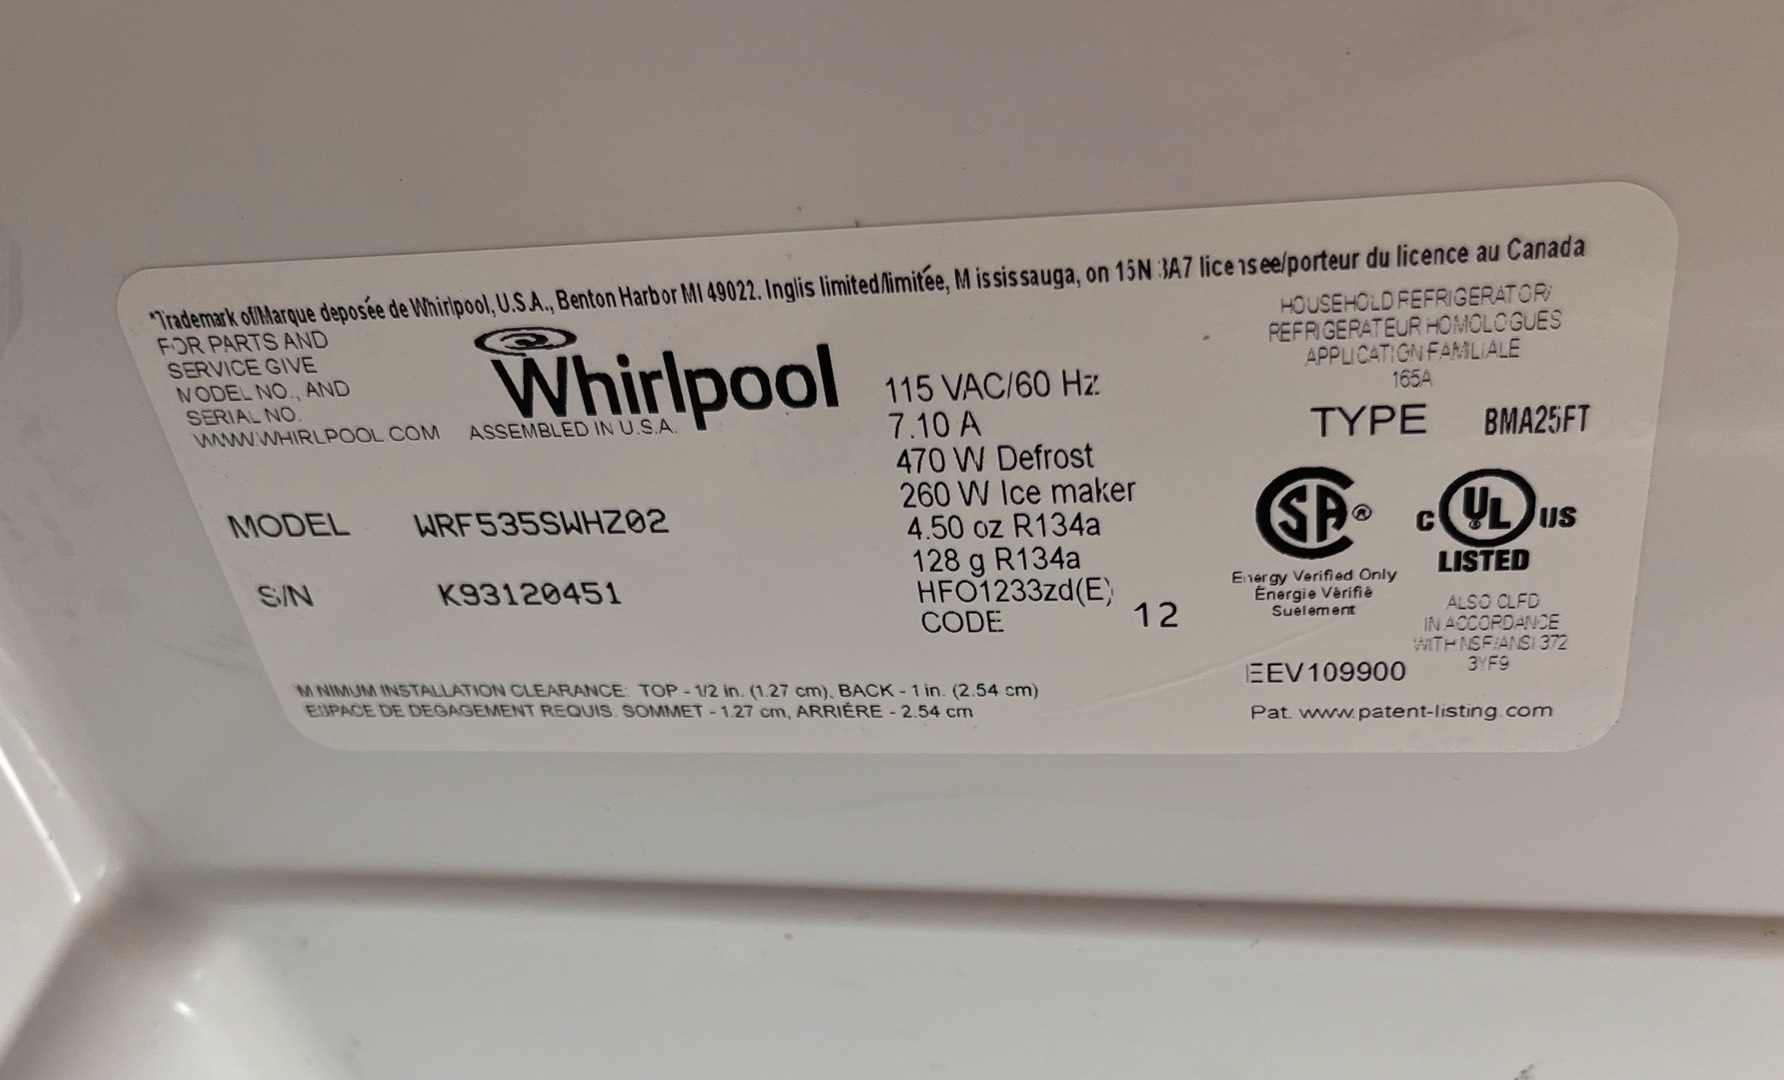 *Trademark of/Marque deposée de Whirlpool, U.S.A., Benton Harbor MI 49022. Inglis limited/limitée, Mississauga, on 15N 3A7 licensee/porteur du licence au Canada
FOR PARTS AND
SERVICE GIVE
MODEL NO., AND
SERIAL NO.
WWW.WHIRLPOOL.COM
Whirlpool
ASSEMBLED IN U.S.A.
MODEL WRF535SWHZ02
S/N K93120451
115 VAC/60 Hz.
7.10 A
470 W Defrost
260 W Ice maker
4.50 oz R134a
128 g R134a
HFO1233zd(E)
CODE 12
HOUSEHOLD REFRIGERATOR/
REFRIGERATEUR HOMOLOGUES
APPLICATION FAMILIALE
165A
TYPE BMA25FT
SA®
Energy Verified Only
Énergie Vérifiè
Suelement
C UL® US
LISTED
ALSO CLFD
IN ACCORDANCE
WITH NSF/ANSI 372
3YF9
EEV109900
Pat. www.patent-listing.com
MINIMUM INSTALLATION CLEARANCE: TOP - 1/2 in. (1.27 cm), BACK - 1 in. (2.54 cm)
ESPACE DE DEGAGEMENT REQUIS. SOMMET - 1.27 cm, ARRIÉRE - 2.54 cm